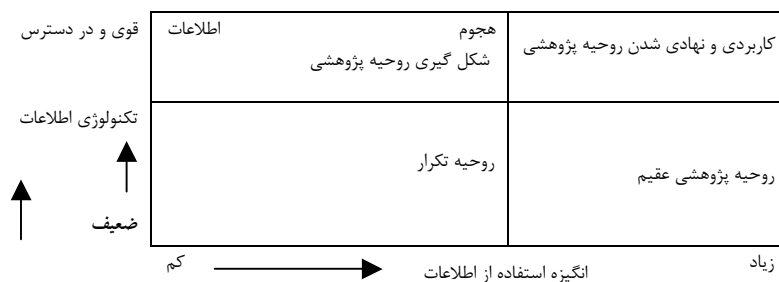 قوی و در دسترس
هجوم اطلاعات
شکل گیری روحیه پژوهشی
کاربردی و نهادی شدن روحیه پژوهشی
تکنولوژی اطلاعات
روحیه تکرار
روحیه پژوهشی عقیم
ضعیف
کم
انگیزه استفاده از اطلاعات
زیاد